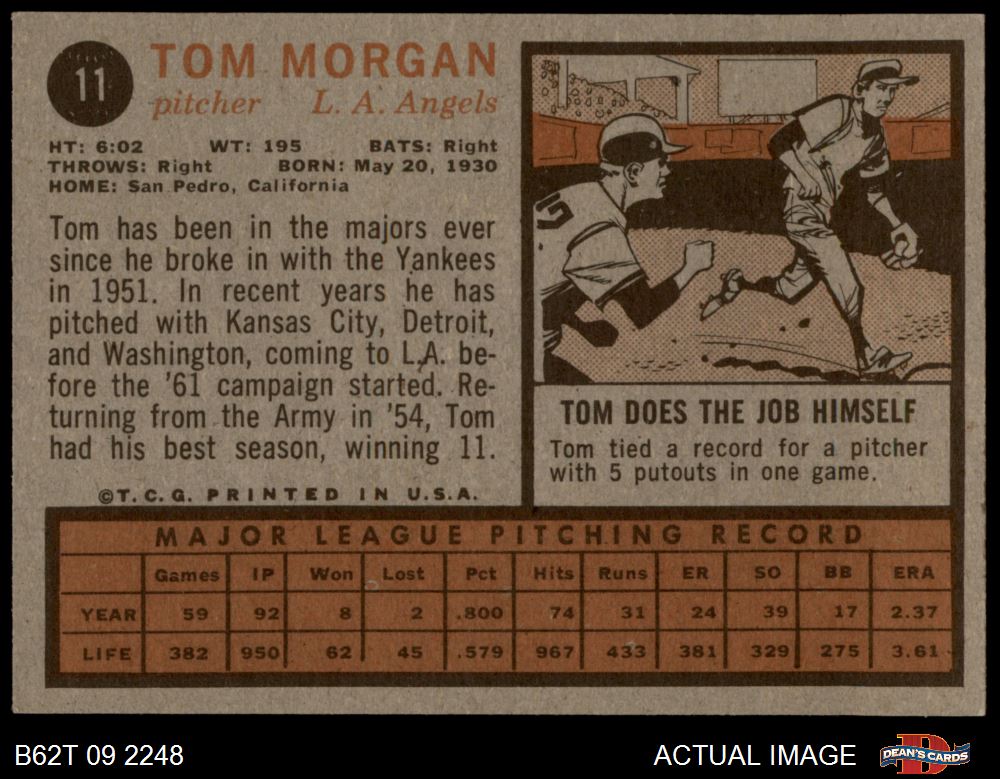 11
TOM MORGAN
pitcher L. A. Angels
HT: 6:02 WT: 195 BATS: Right
THROWS: Right BORN: May 20, 1930
HOME: San Pedro, California
Tom has been in the majors ever
since he broke in with the Yankees
in 1951. In recent years he has
pitched with Kansas City, Detroit,
and Washington, coming to L.A. be-
fore the '61 campaign started. Re-
turning from the Army in '54, Tom
had his best season, winning 11.
©T.C.G. PRINTED IN U.S.A.
TOM DOES THE JOB HIMSELF
Tom tied a record for a pitcher
with 5 putouts in one game.
MAJOR LEAGUE PITCHING RECORD
Games IP Won Lost Pct Hits Runs ER SO BB ERA
YEAR 59 92 8 2 .800 74 31 24 39 17 2.37
LIFE 382 950 62 45 .579 967 433 381 329 275 3.61
B62T 09 2248 ACTUAL IMAGE DEAN'S CARDS